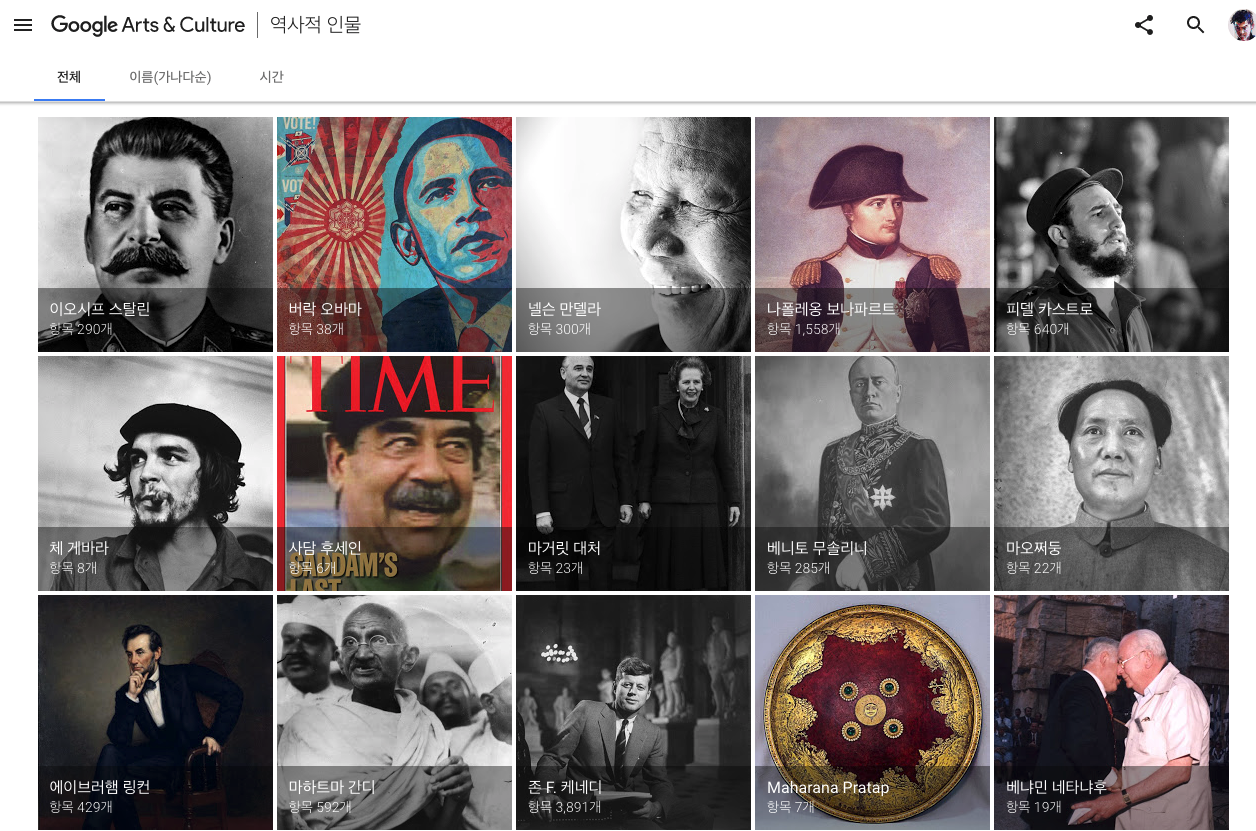 Google Arts & Culture 역사적 인물
전체 이름(가나다순) 시간
VOTE!
VOT
이오시프 스탈린
항목 290개
버락 오바마
항목 38개
넬슨 만델라
항목 300개
나폴레옹 보나파르트
항목 1,558개
피델 카스트로
항목 640개
체 게바라
항목 8개
TIME
SADDAM'S
LAST
사담 후세인
항목 6개
마거릿 대처
항목 23개
베니토 무솔리니
항목 285개
마오쩌둥
항목 22개
에이브러햄 링컨
항목 429개
마하트마 간디
항목 592개
존 F. 케네디
항목 3,891개
Maharana Pratap
항목 7개
베냐민 네타냐후
항목 19개